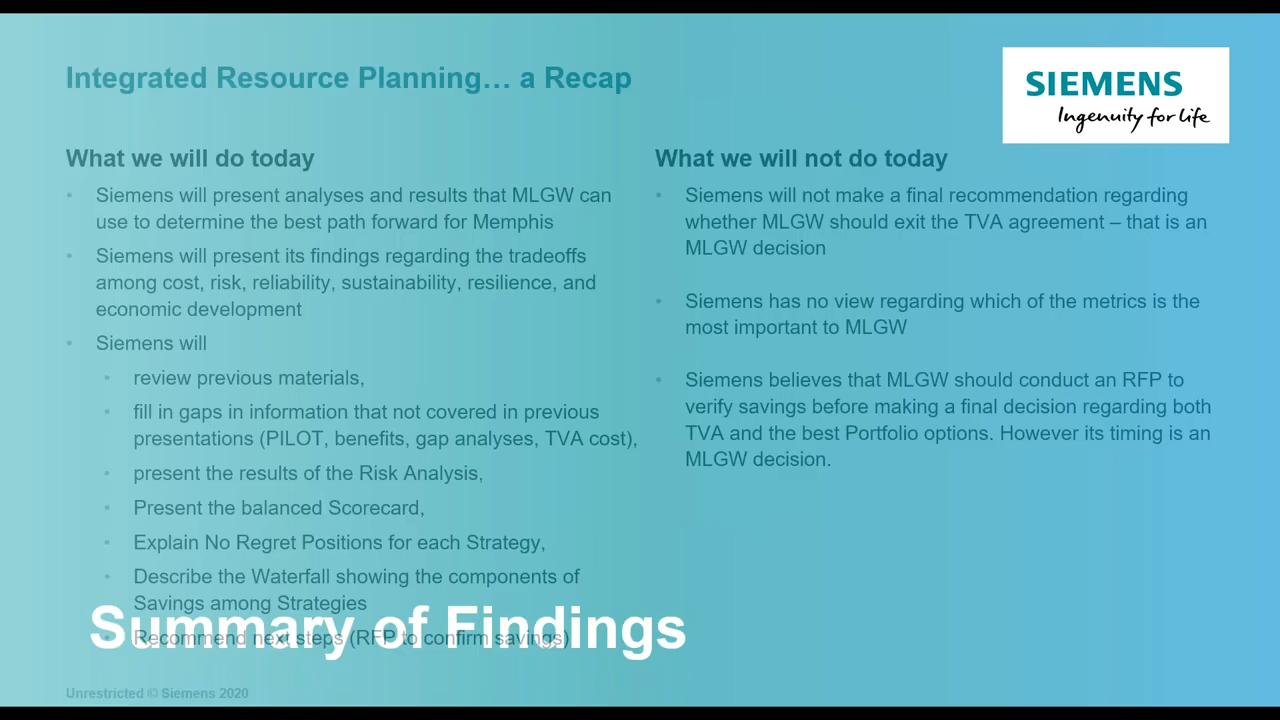 Integrated Resource Planning… a Recap
SIEMENS
Ingenuity for life
What we will do today
• Siemens will present analyses and results that MLGW can
use to determine the best path forward for Memphis
• Siemens will present its findings regarding the tradeoffs
among cost, risk, reliability, sustainability, resilience, and
economic development
• Siemens will
• review previous materials,
• fill in gaps in information that not covered in previous
presentations (PILOT, benefits, gap analyses, TVA cost),
• present the results of the Risk Analysis,
• Present the balanced Scorecard,
• Explain No Regret Positions for each Strategy,
• Describe the Waterfall showing the components of
Savings among Strategies
• Recommend next steps (RFP to confirm savings)
What we will not do today
• Siemens will not make a final recommendation regarding
whether MLGW should exit the TVA agreement – that is an
MLGW decision
• Siemens has no view regarding which of the metrics is the
most important to MLGW
• Siemens believes that MLGW should conduct an RFP to
verify savings before making a final decision regarding both
TVA and the best Portfolio options. However its timing is an
MLGW decision.
Summary of Findings
Unrestricted © Siemens 2020